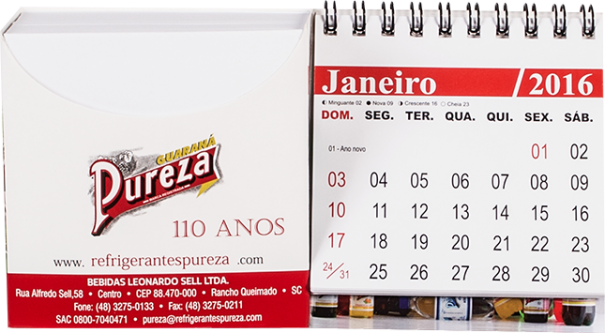 GUARANÁ
Pureza
110 ANOS
www. refrigerantespureza .com
BEBIDAS LEONARDO SELL LTDA.
Rua Alfredo Sell,58 • Centro • CEP 88.470-000 • Rancho Queimado • SC
Fone: (48) 3275-0133 • Fax: (48) 3275-0211
SAC 0800-7040471 • pureza@refrigerantespureza.com
Janeiro /2016
Minguante 02 Nova 09 Crescente 16 Cheia 23
DOM. SEG. TER. QUA. QUI. SEX. SÁB.
01 - Ano novo 01 02
03 04 05 06 07 08 09
10 11 12 13 14 15 16
17 18 19 20 21 22 23
24/31 25 26 27 28 29 30